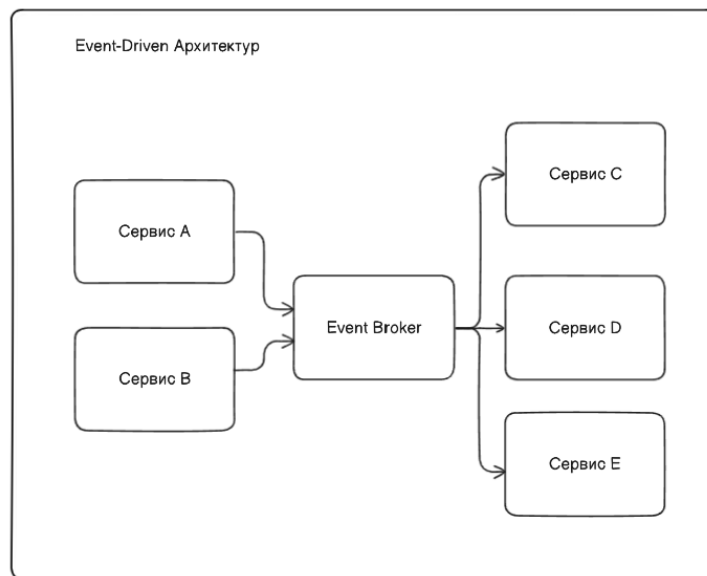 Event-Driven Архитектур
Сервис A
Сервис B
Event Broker
Сервис C
Сервис D
Сервис E